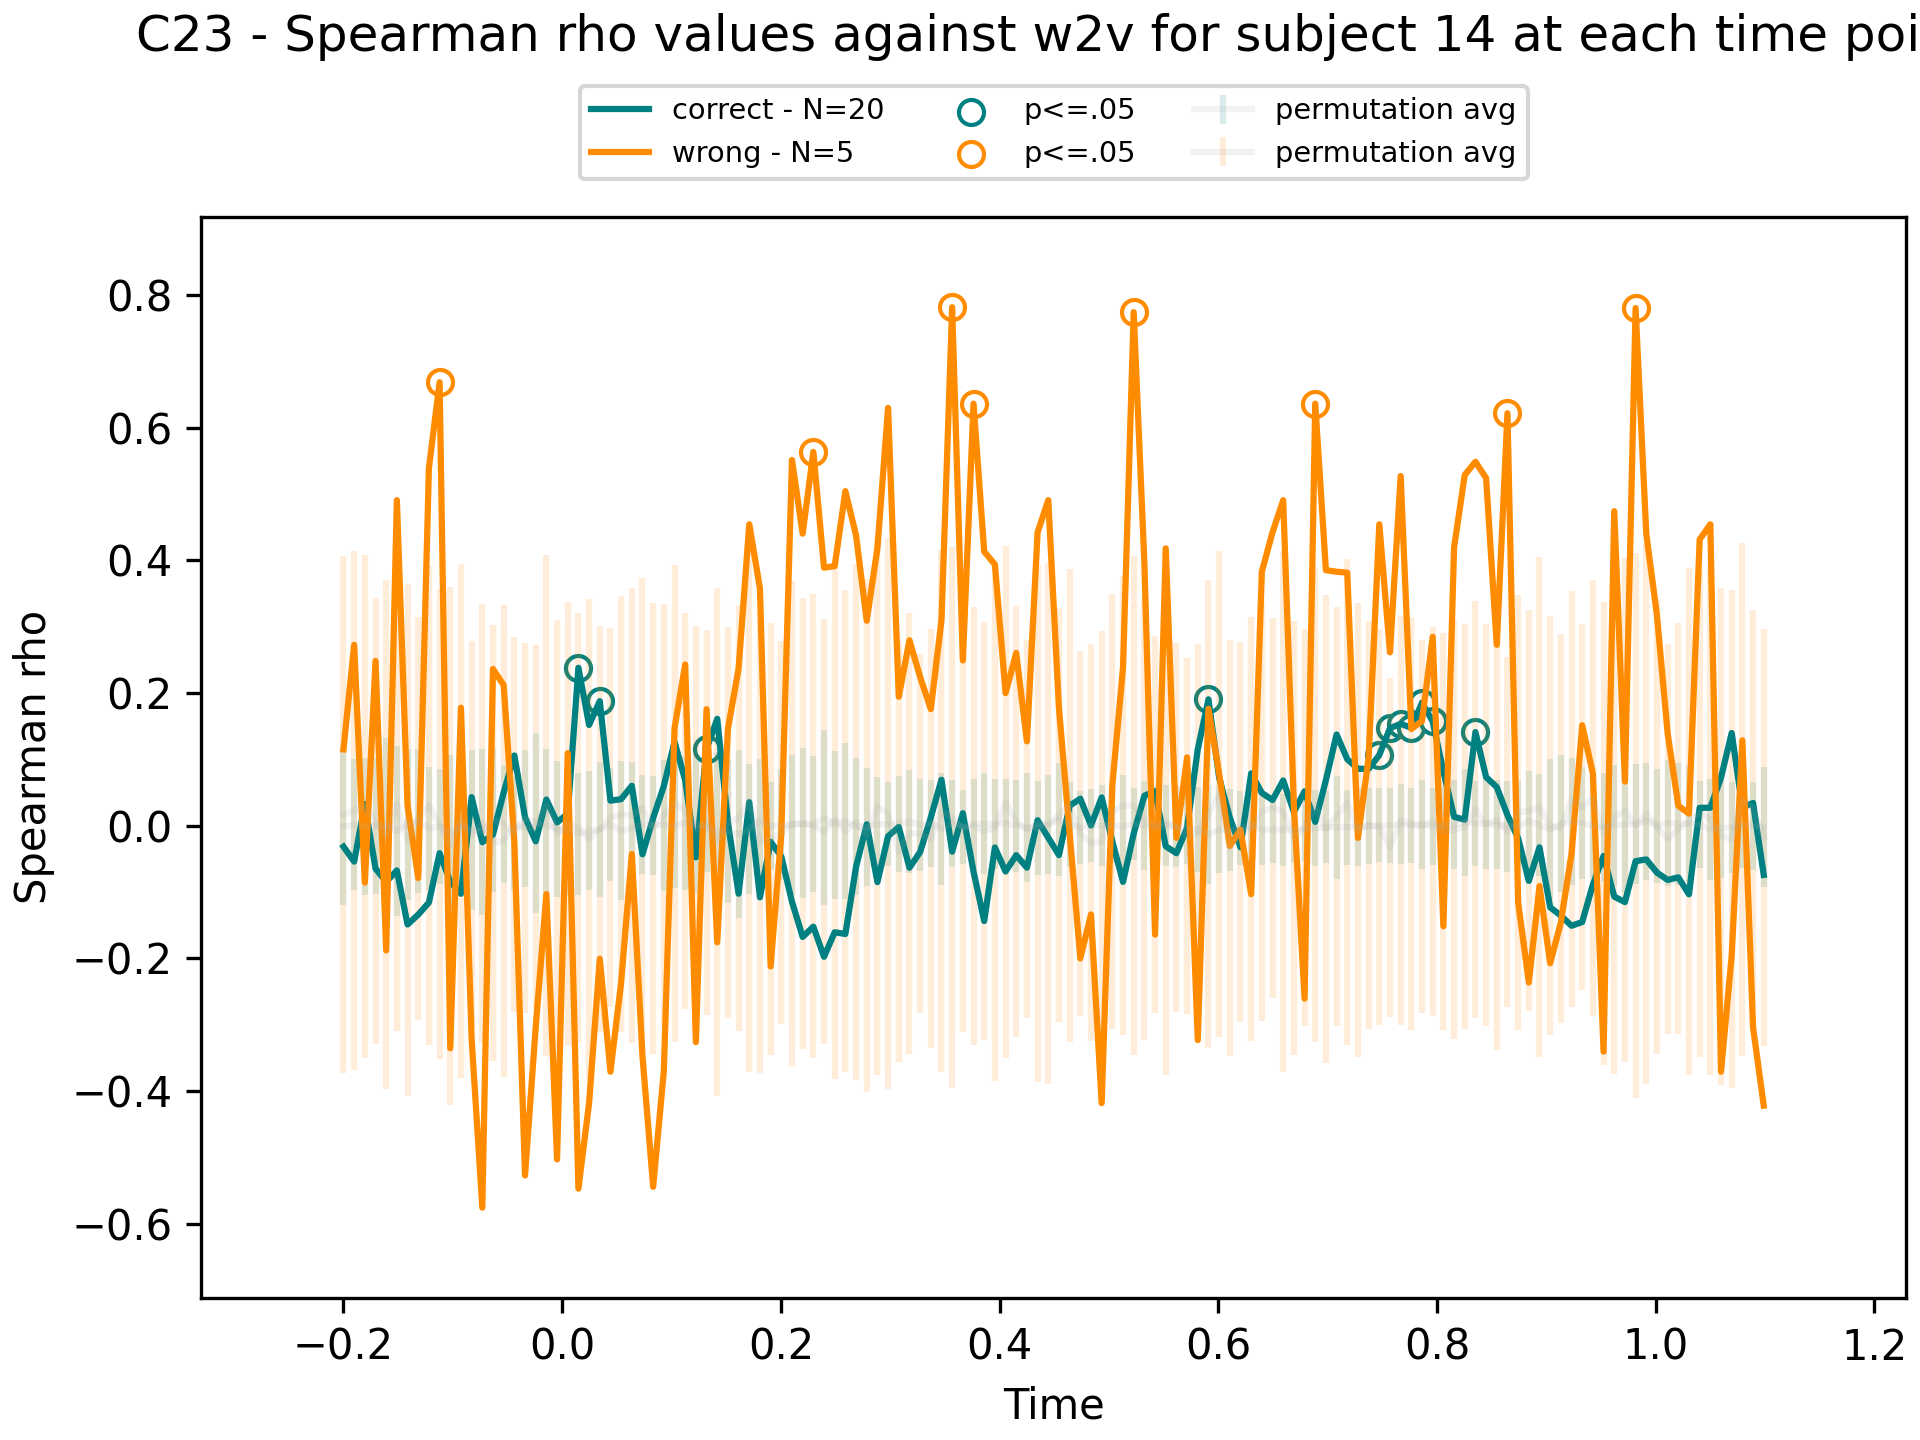 C23 - Spearman rho values against w2v for subject 14 at each time poi
correct - N=20
wrong - N=5
p<=.05
p<=.05
permutation avg
permutation avg
Spearman rho
0.8
0.6
0.4
0.2
0.0
−0.2
−0.4
−0.6
−0.2 0.0 0.2 0.4 0.6 0.8 1.0 1.2
Time